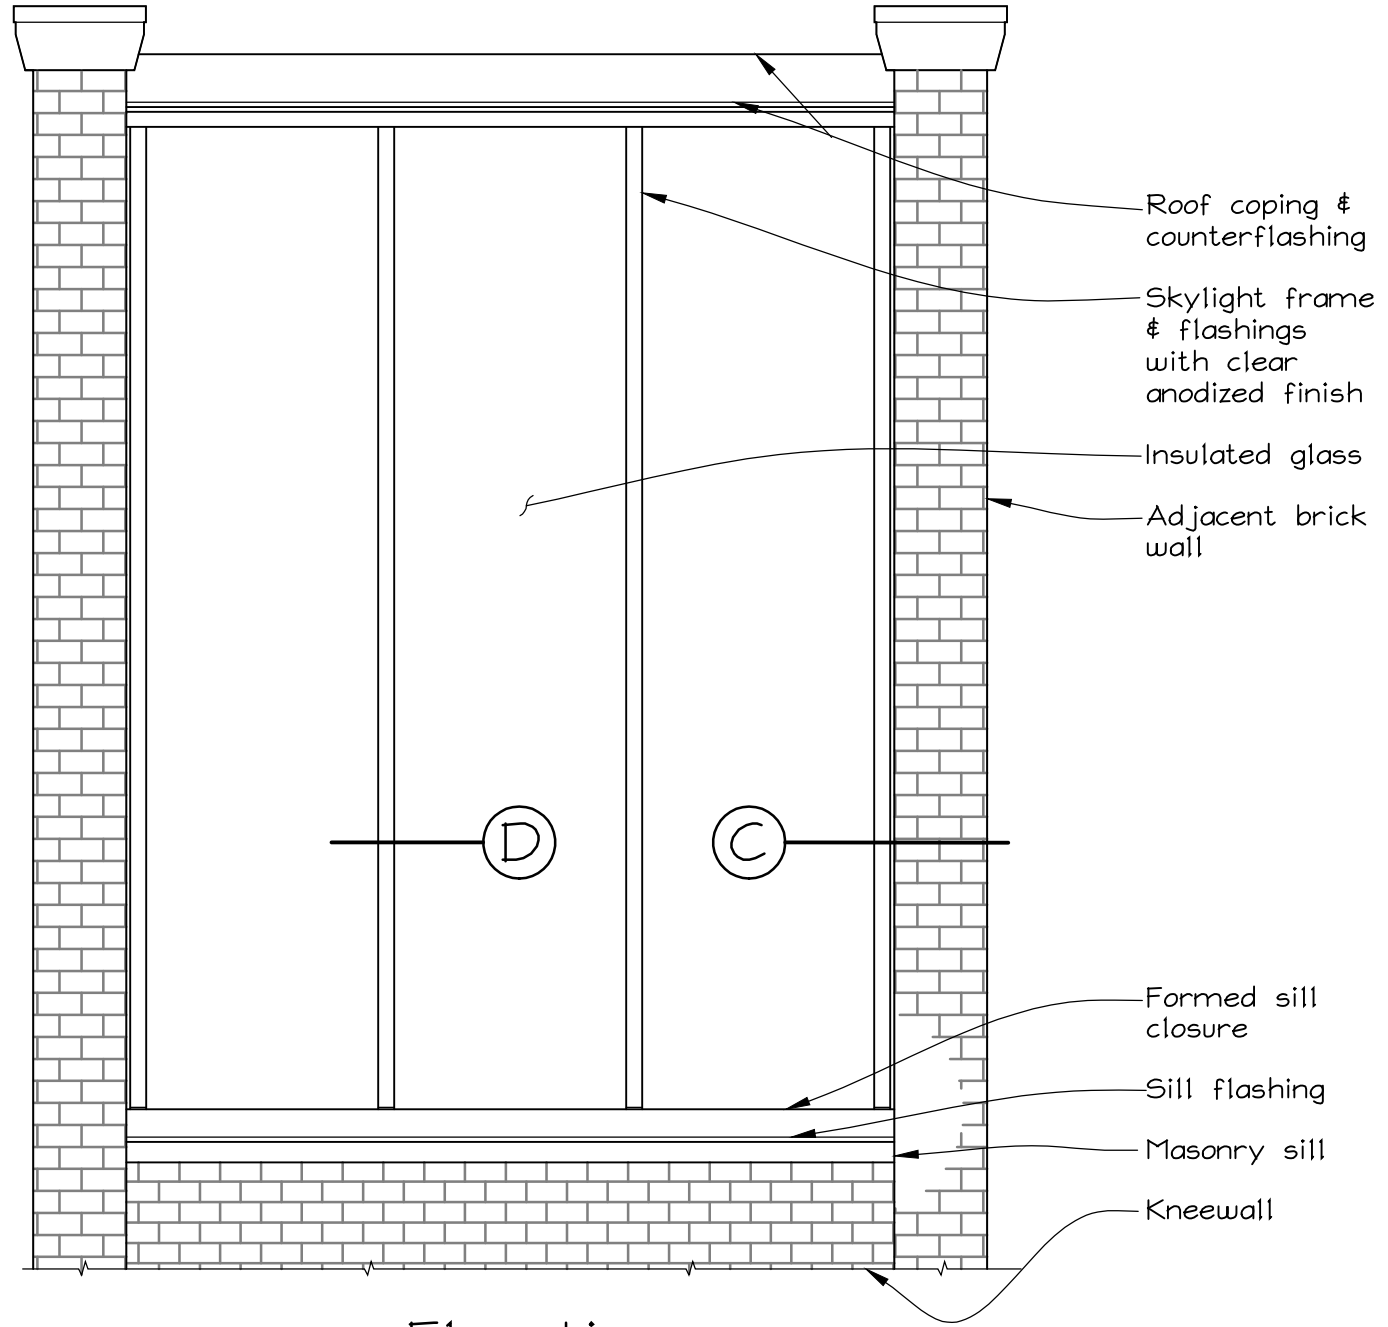 Roof coping &
counterflashing
Skylight frame
& flashings
with clear
anodized finish
Insulated glass
Adjacent brick
wall
D
C
Formed sill
closure
Sill flashing
Masonry sill
Kneewall